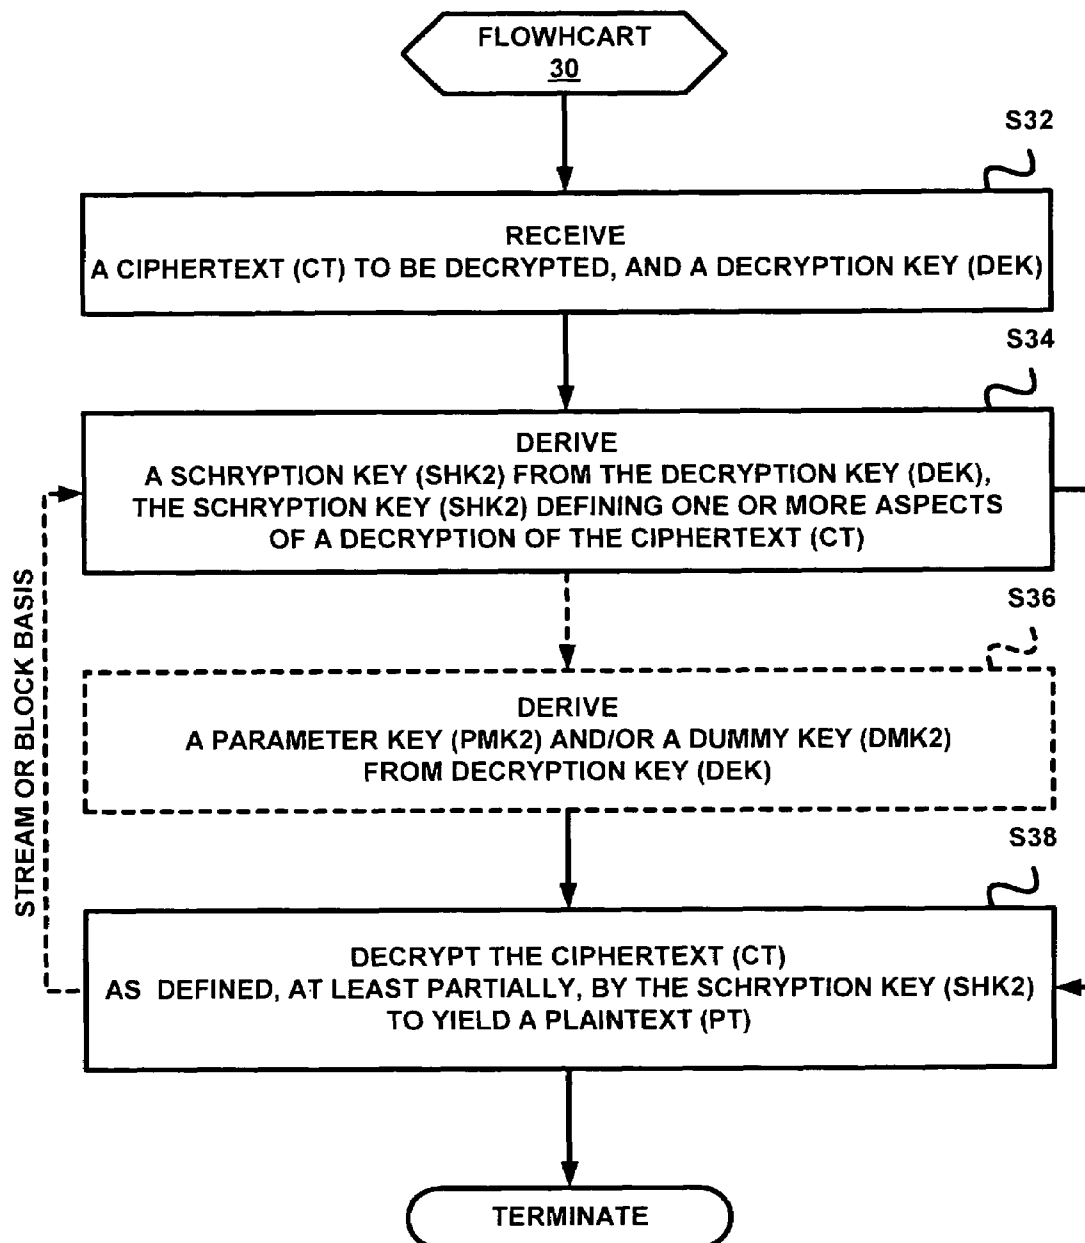 FLOWHCART
30
S32
RECEIVE
A CIPHERTEXT (CT) TO BE DECRYPTED, AND A DECRYPTION KEY (DEK)
S34
DERIVE
A SCHRYPTION KEY (SHK2) FROM THE DECRYPTION KEY (DEK),
THE SCHRYPTION KEY (SHK2) DEFINING ONE OR MORE ASPECTS
OF A DECRYPTION OF THE CIPHERTEXT (CT)
STREAM OR BLOCK BASIS
S36
DERIVE
A PARAMETER KEY (PMK2) AND/OR A DUMMY KEY (DMK2)
FROM DECRYPTION KEY (DEK)
S38
DECRYPT THE CIPHERTEXT (CT)
AS DEFINED, AT LEAST PARTIALLY, BY THE SCHRYPTION KEY (SHK2)
TO YIELD A PLAINTEXT (PT)
TERMINATE